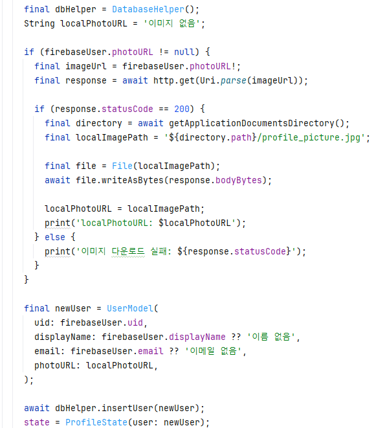 final dbHelper = DatabaseHelper();
String localPhotoURL = '이미지 없음';

if (firebaseUser.photoURL != null) {
  final imageUrl = firebaseUser.photoURL!;
  final response = await http.get(Uri.parse(imageUrl));

  if (response.statusCode == 200) {
    final directory = await getApplicationDocumentsDirectory();
    final localImagePath = '${directory.path}/profile_picture.jpg';

    final file = File(localImagePath);
    await file.writeAsBytes(response.bodyBytes);

    localPhotoURL = localImagePath;
    print('localPhotoURL: $localPhotoURL');
  } else {
    print('이미지 다운로드 실패: ${response.statusCode}');
  }
}

final newUser = UserModel(
  uid: firebaseUser.uid,
  displayName: firebaseUser.displayName ?? '이름 없음',
  email: firebaseUser.email ?? '이메일 없음',
  photoURL: localPhotoURL,
);

await dbHelper.insertUser(newUser);
state = ProfileState(user: newUser);